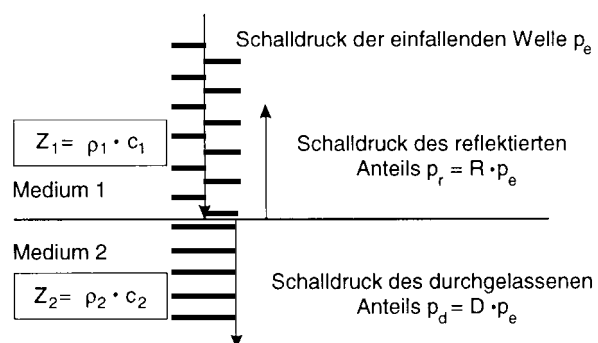 Schalldruck der einfallenden Welle pₑ
Z₁= ρ₁ · c₁
Schalldruck des reflektierten
Anteils pᵣ = R · pₑ
Medium 1
Medium 2
Schalldruck des durchgelassenen
Anteils p_d = D · pₑ
Z₂= ρ₂ · c₂